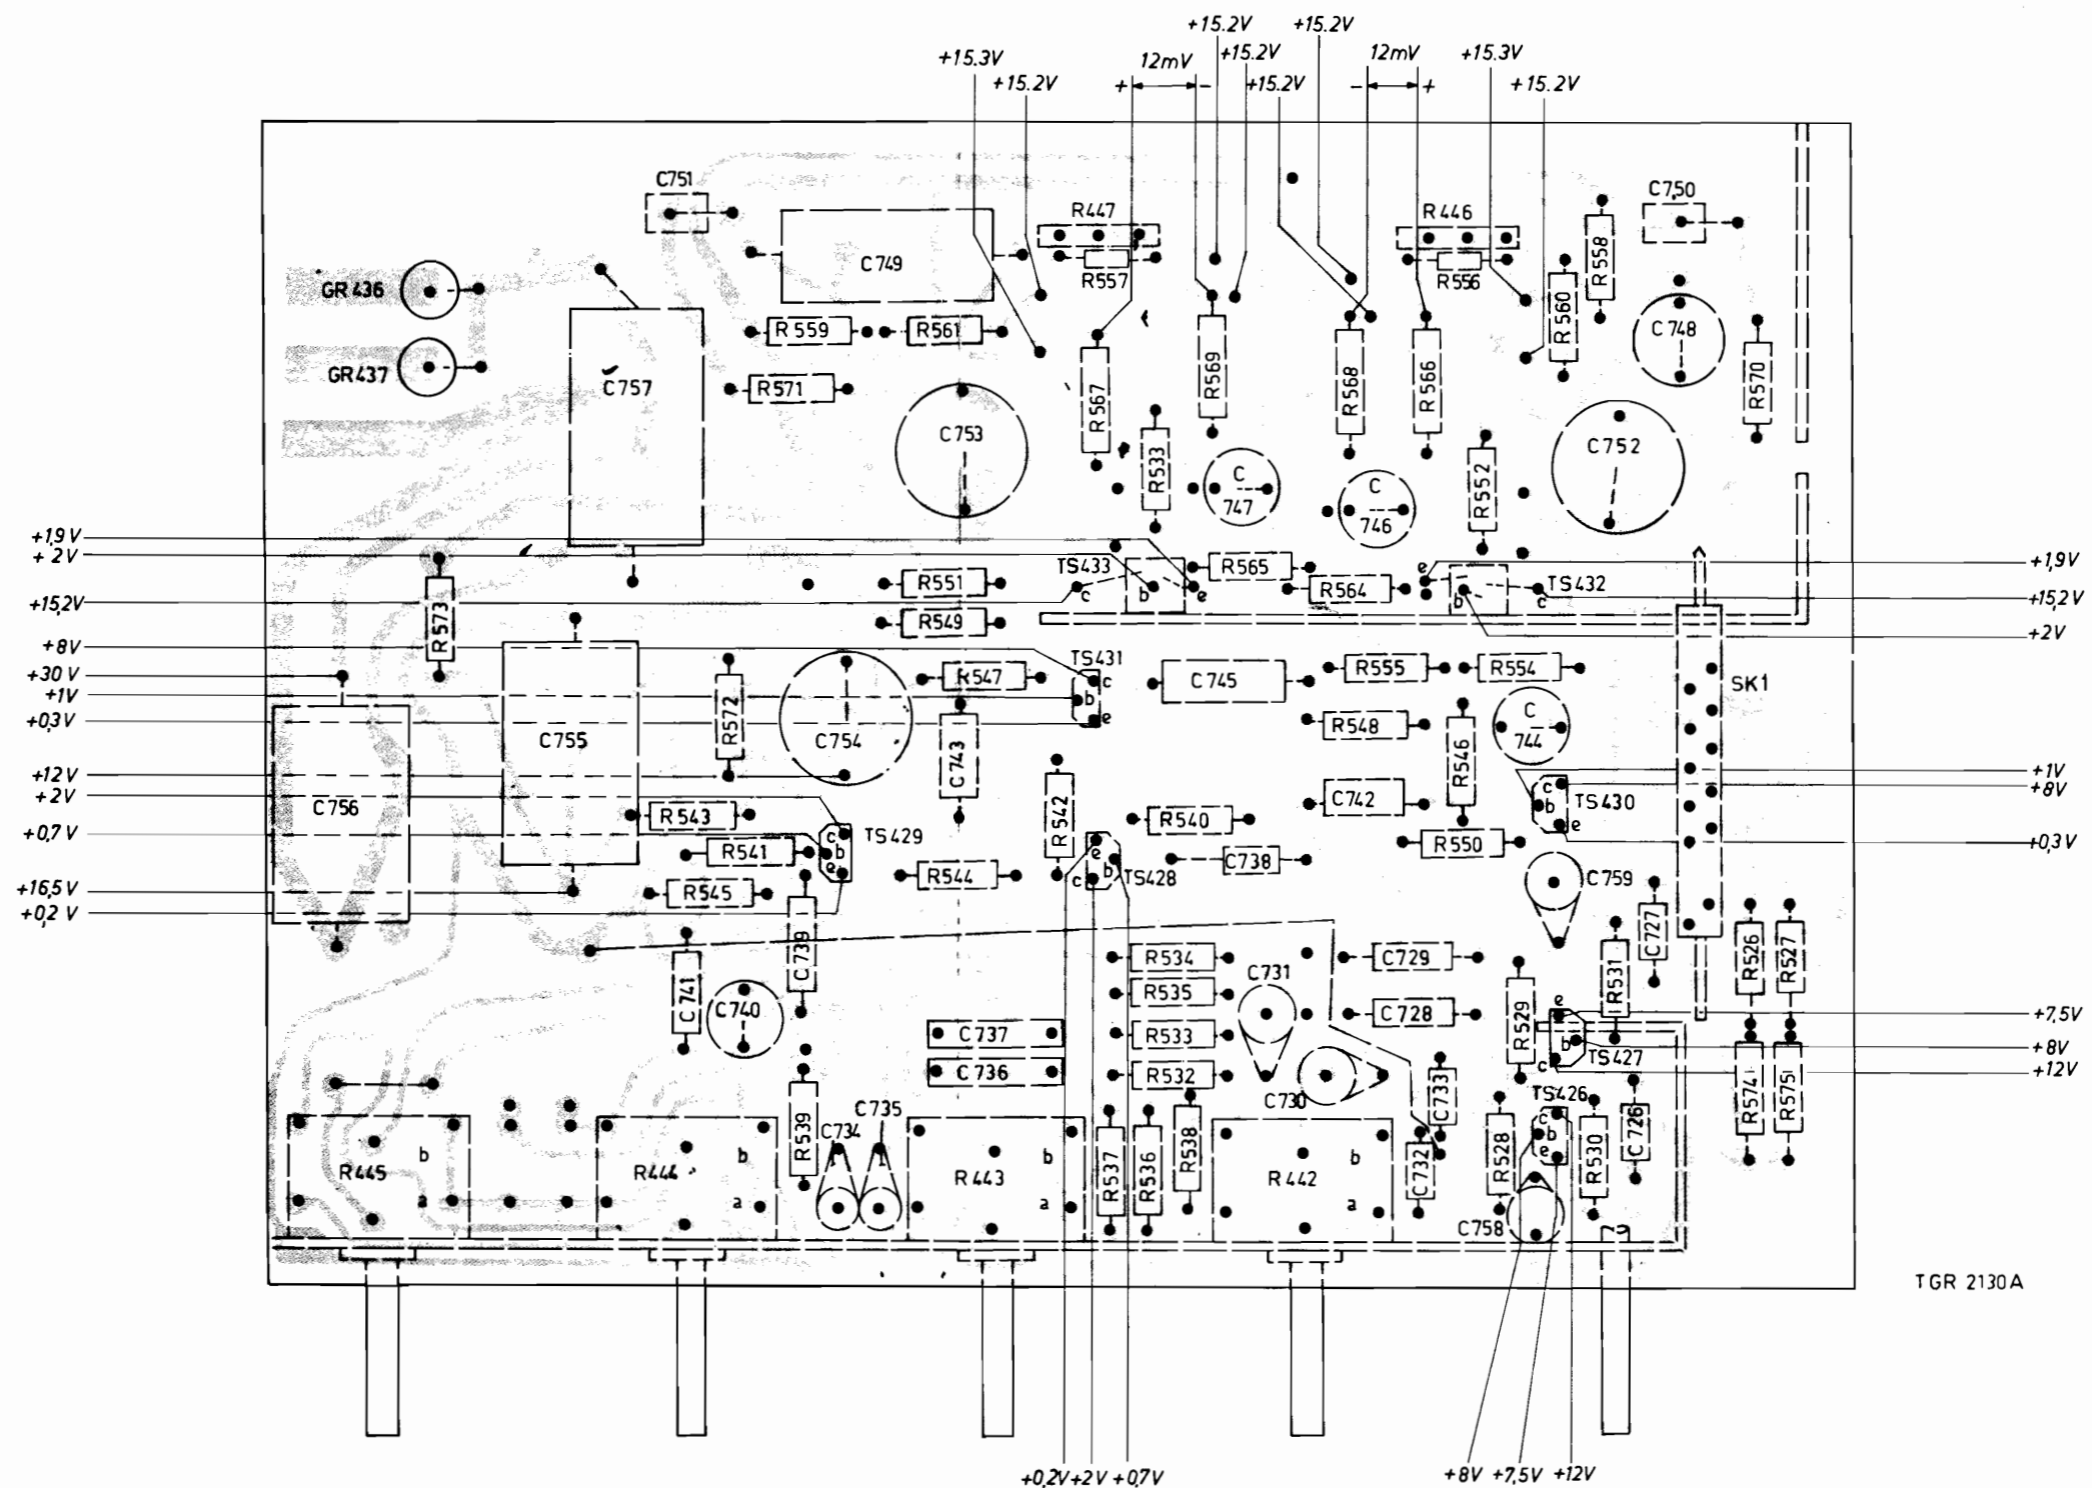 +15.2V +15.2V
+15.3V 12mV +15.2V 12mV +15.3V
+15.2V + - +15.2V - + +15.2V
C751 C750
R447 R446
R558
C749
GR436 R557 R556
R560
R559 R561 C748
GR437 C757 R569 R568 R566 R570
R571 R567
C753 C752
R533 C 747 C 746 R552
+1,9V
+2V TS433 R565 e +1,9V
R551 c b e R564 b c TS432
+15,2V +15,2V
R573 R549 +2V
+8V TS431
+30V R547 c C745 R555 R554 SK1
+1V b
+0,3V R572 e R548 C 744
C755 C754 C743 R546
+12V +1V
+2V C756 R542 C742 c b e TS430 +8V
R543 R540
+0,7V c b e TS429 R550 +0,3V
R541 e b c TS428 C738
R544 C759
+16,5V R545
+0,2V
C727
C739 R534 C729 R526 R527
C741 C731 R531
R535 R529
C740 C728 e +7,5V
C737 R533 b +8V
c TS427 +12V
C736 R532 C733 R574 R575
C730 TS426
R539 C735 c b e C726
C734
R445 b a R444 b a R443 b a R537 R536 R538 R442 b a C732 R528 R530
C758
TGR 2130A
+0,2V +2V +0,7V +8V +7,5V +12V